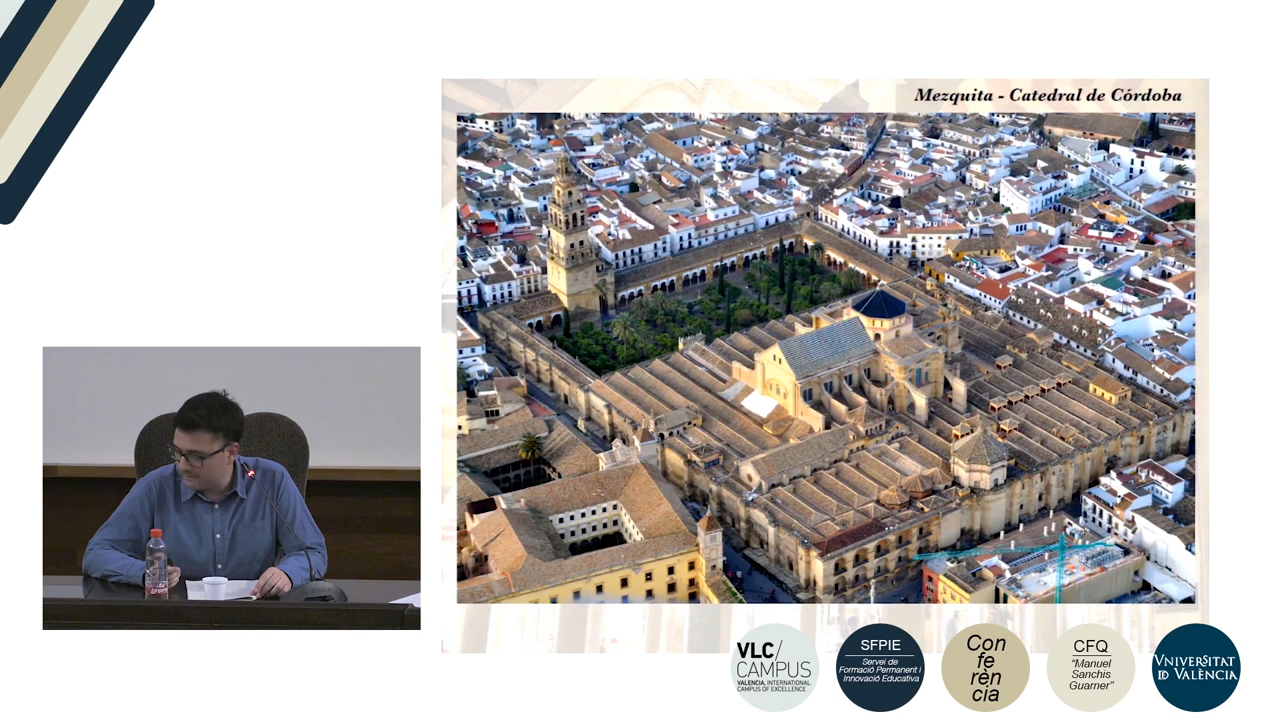 Mezquita - Catedral de Córdoba
VLC/
CAMPUS
VALENCIA, INTERNATIONAL
CAMPUS OF EXCELLENCE
SFPIE
Servei de
Formació Permanent i
Innovació Educativa
Con
fe
rèn
cia
CFQ
"Manuel
Sanchis
Guarner"
VNIVERSITAT
ID VALÈNCIA